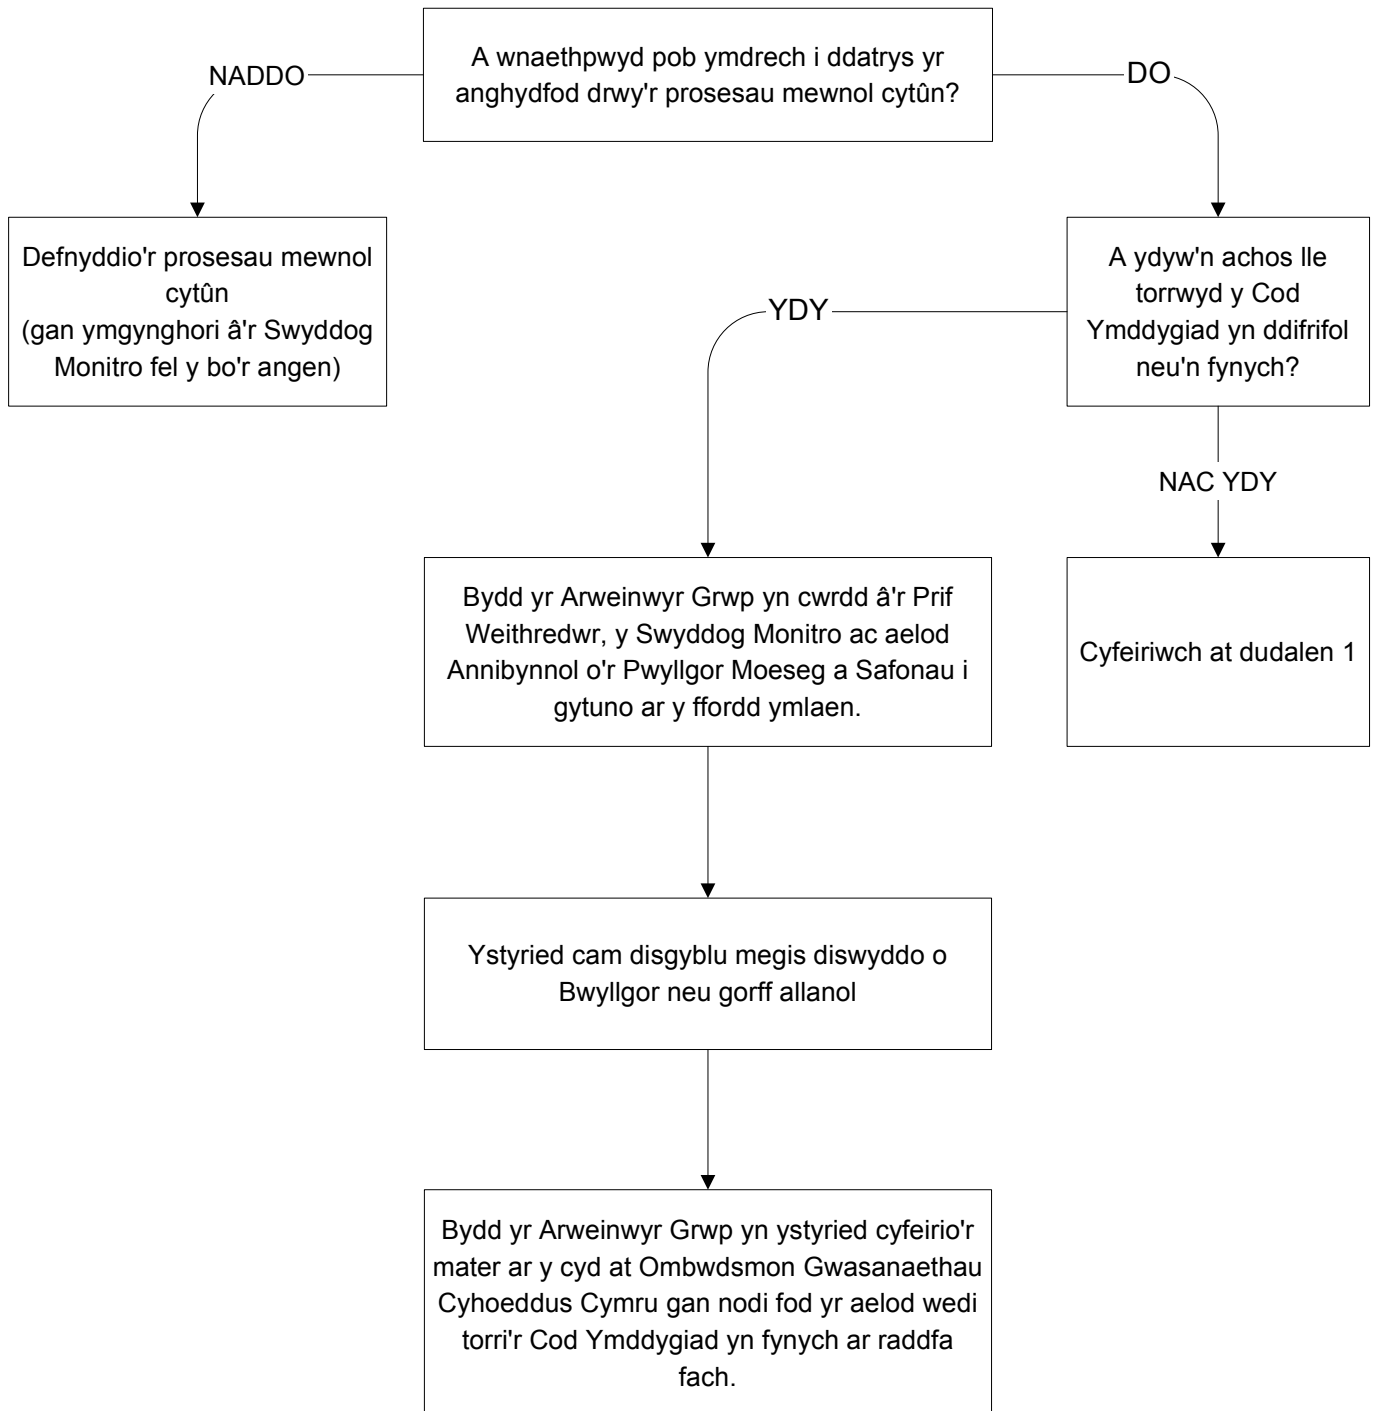 A wnaethpwyd pob ymdrech i ddatrys yr
anghydfod drwy'r prosesau mewnol cytûn?
NADDO
DO
Defnyddio'r prosesau mewnol
cytûn
(gan ymgynghori â'r Swyddog
Monitro fel y bo'r angen)
A ydyw'n achos lle
torrwyd y Cod
Ymddygiad yn ddifrifol
neu'n fynych?
YDY
NAC YDY
Bydd yr Arweinwyr Grwp yn cwrdd â'r Prif
Weithredwr, y Swyddog Monitro ac aelod
Annibynnol o'r Pwyllgor Moeseg a Safonau i
gytuno ar y ffordd ymlaen.
Cyfeiriwch at dudalen 1
Ystyried cam disgyblu megis diswyddo o
Bwyllgor neu gorff allanol
Bydd yr Arweinwyr Grwp yn ystyried cyfeirio'r
mater ar y cyd at Ombwdsmon Gwasanaethau
Cyhoeddus Cymru gan nodi fod yr aelod wedi
torri'r Cod Ymddygiad yn fynych ar raddfa
fach.